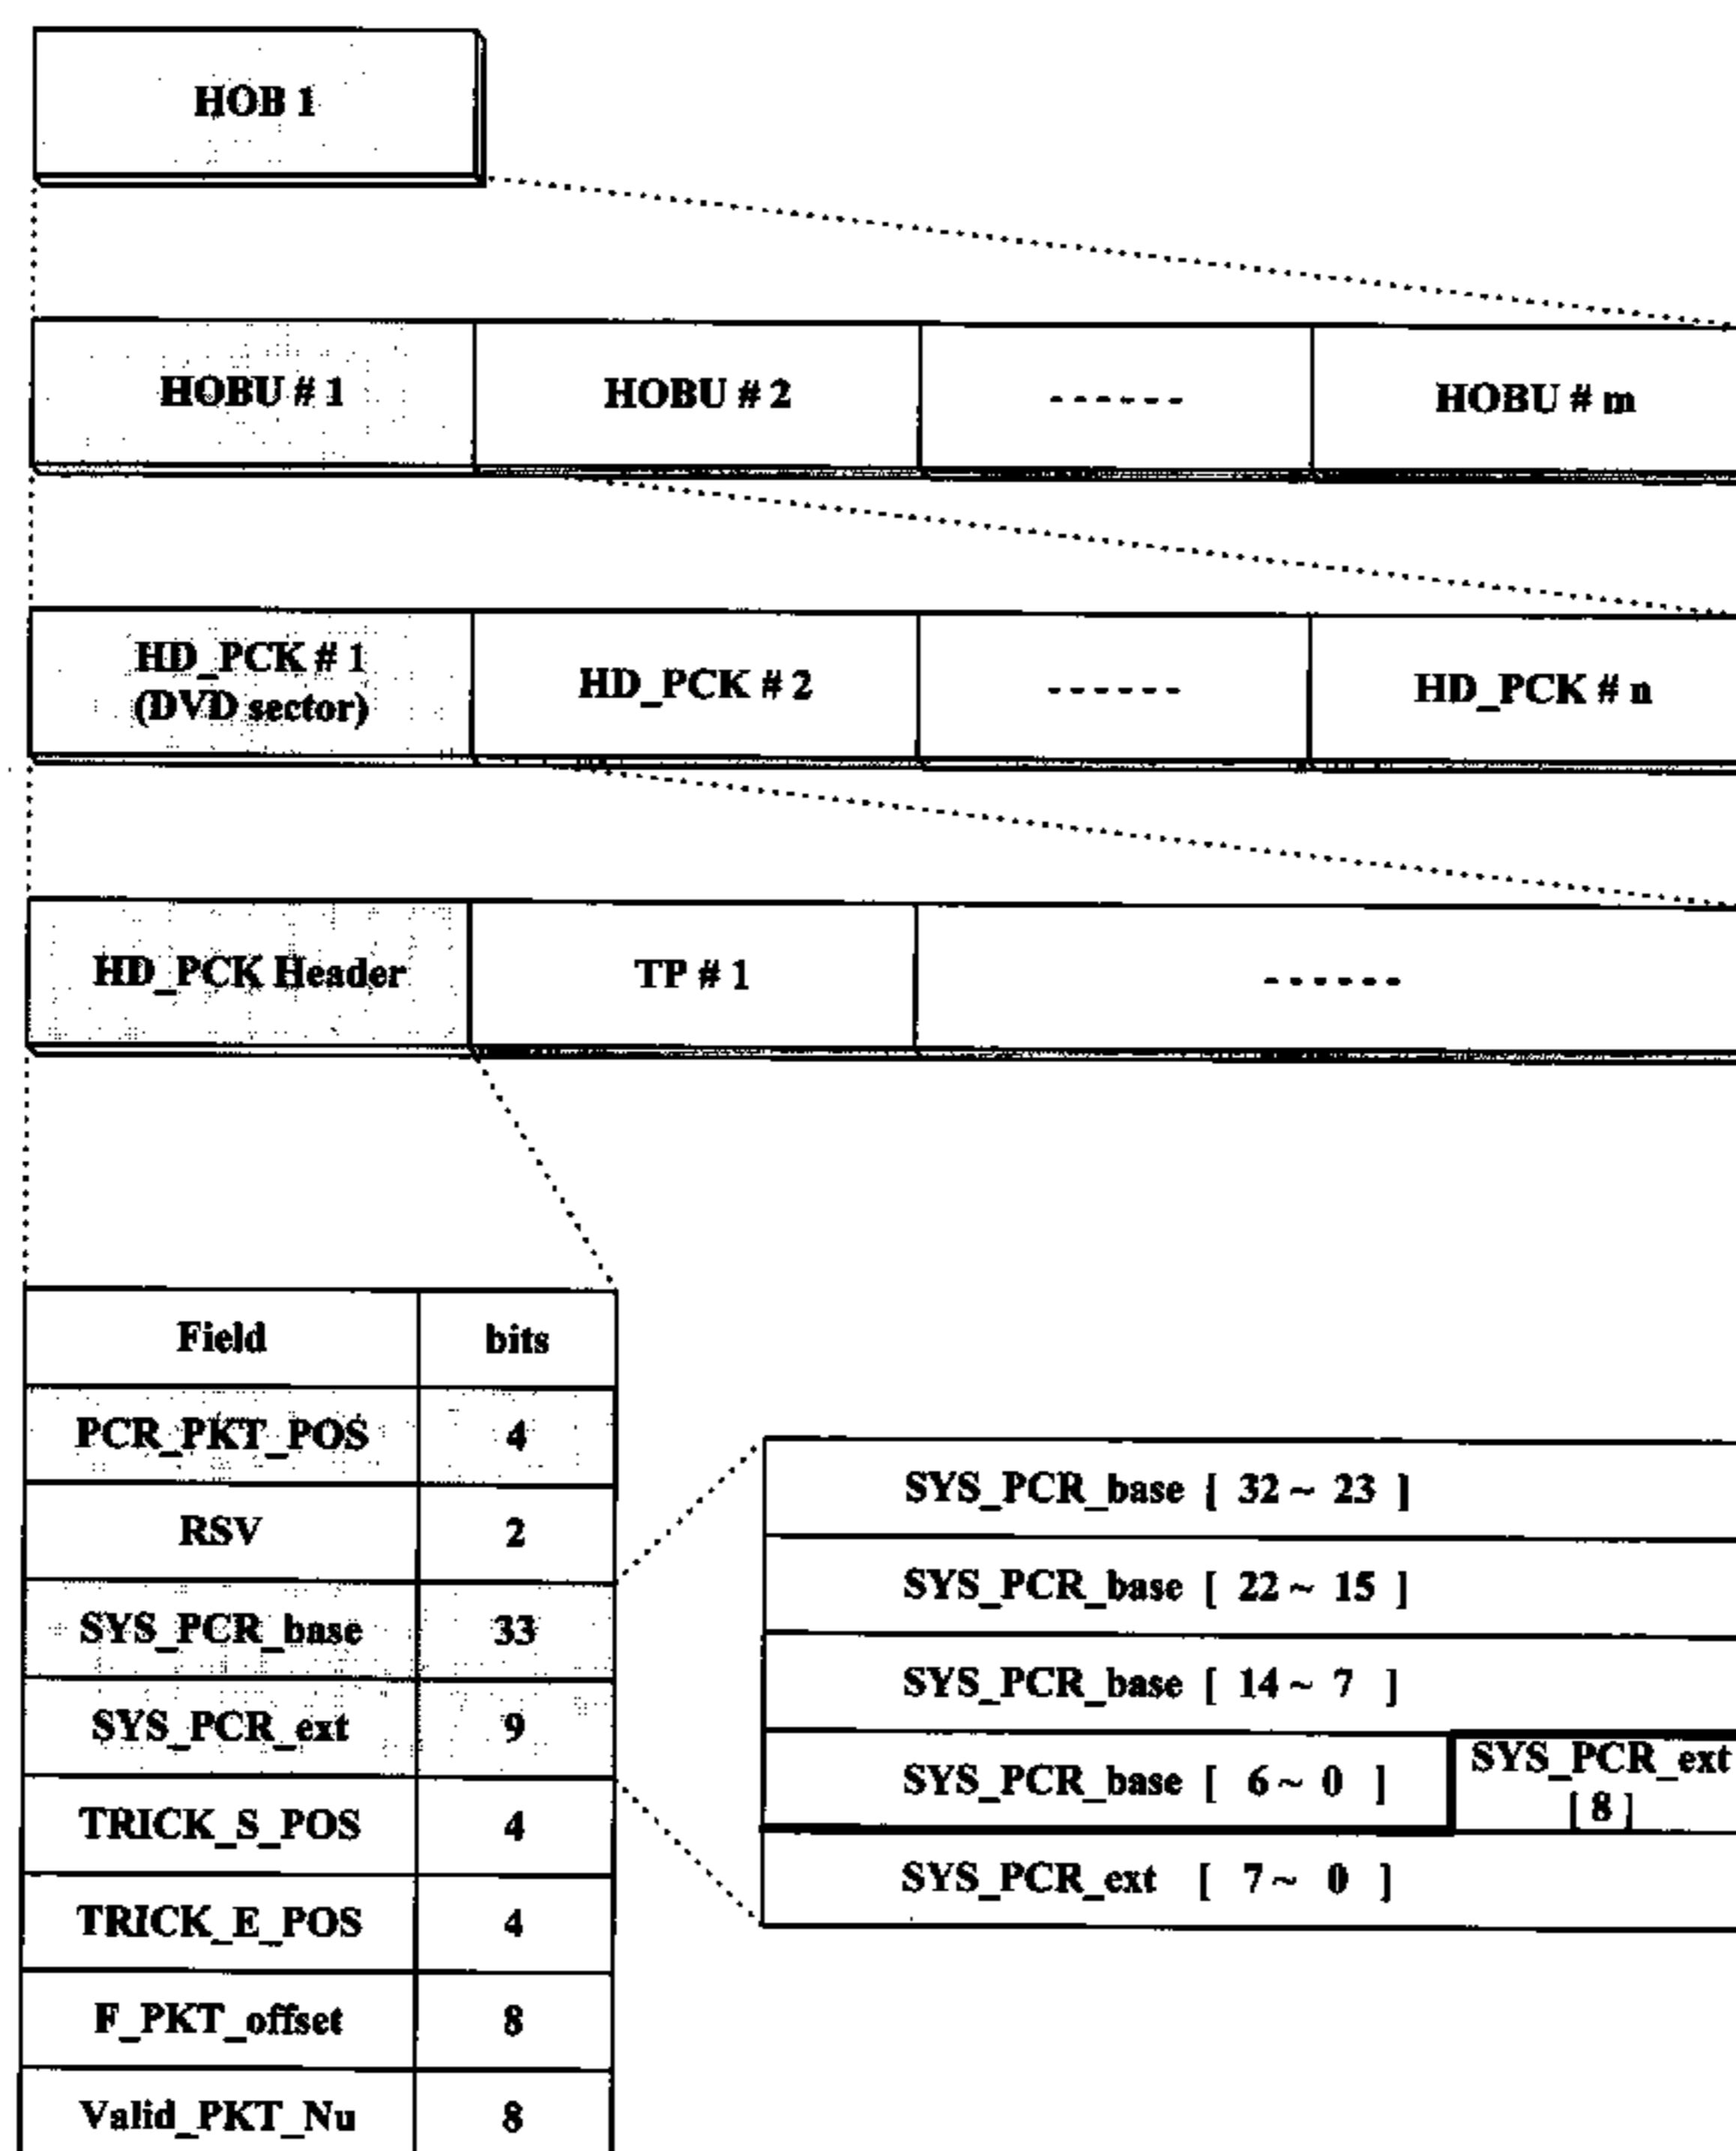 HOB 1
HOBU # 1
HOBU # 2
------
HOBU # m
HD_PCK # 1
(DVD sector)
HD_PCK # 2
------
HD_PCK # n
HD_PCK Header
TP # 1
------
Field bits
PCR_PKT_POS 4
RSV 2
SYS_PCR_base 33
SYS_PCR_ext 9
TRICK_S_POS 4
TRICK_E_POS 4
F_PKT_offset 8
Valid_PKT_Nu 8
SYS_PCR_base [ 32 ~ 23 ]
SYS_PCR_base [ 22 ~ 15 ]
SYS_PCR_base [ 14 ~ 7 ]
SYS_PCR_base [ 6 ~ 0 ]
SYS_PCR_ext
[ 8 ]
SYS_PCR_ext [ 7 ~ 0 ]